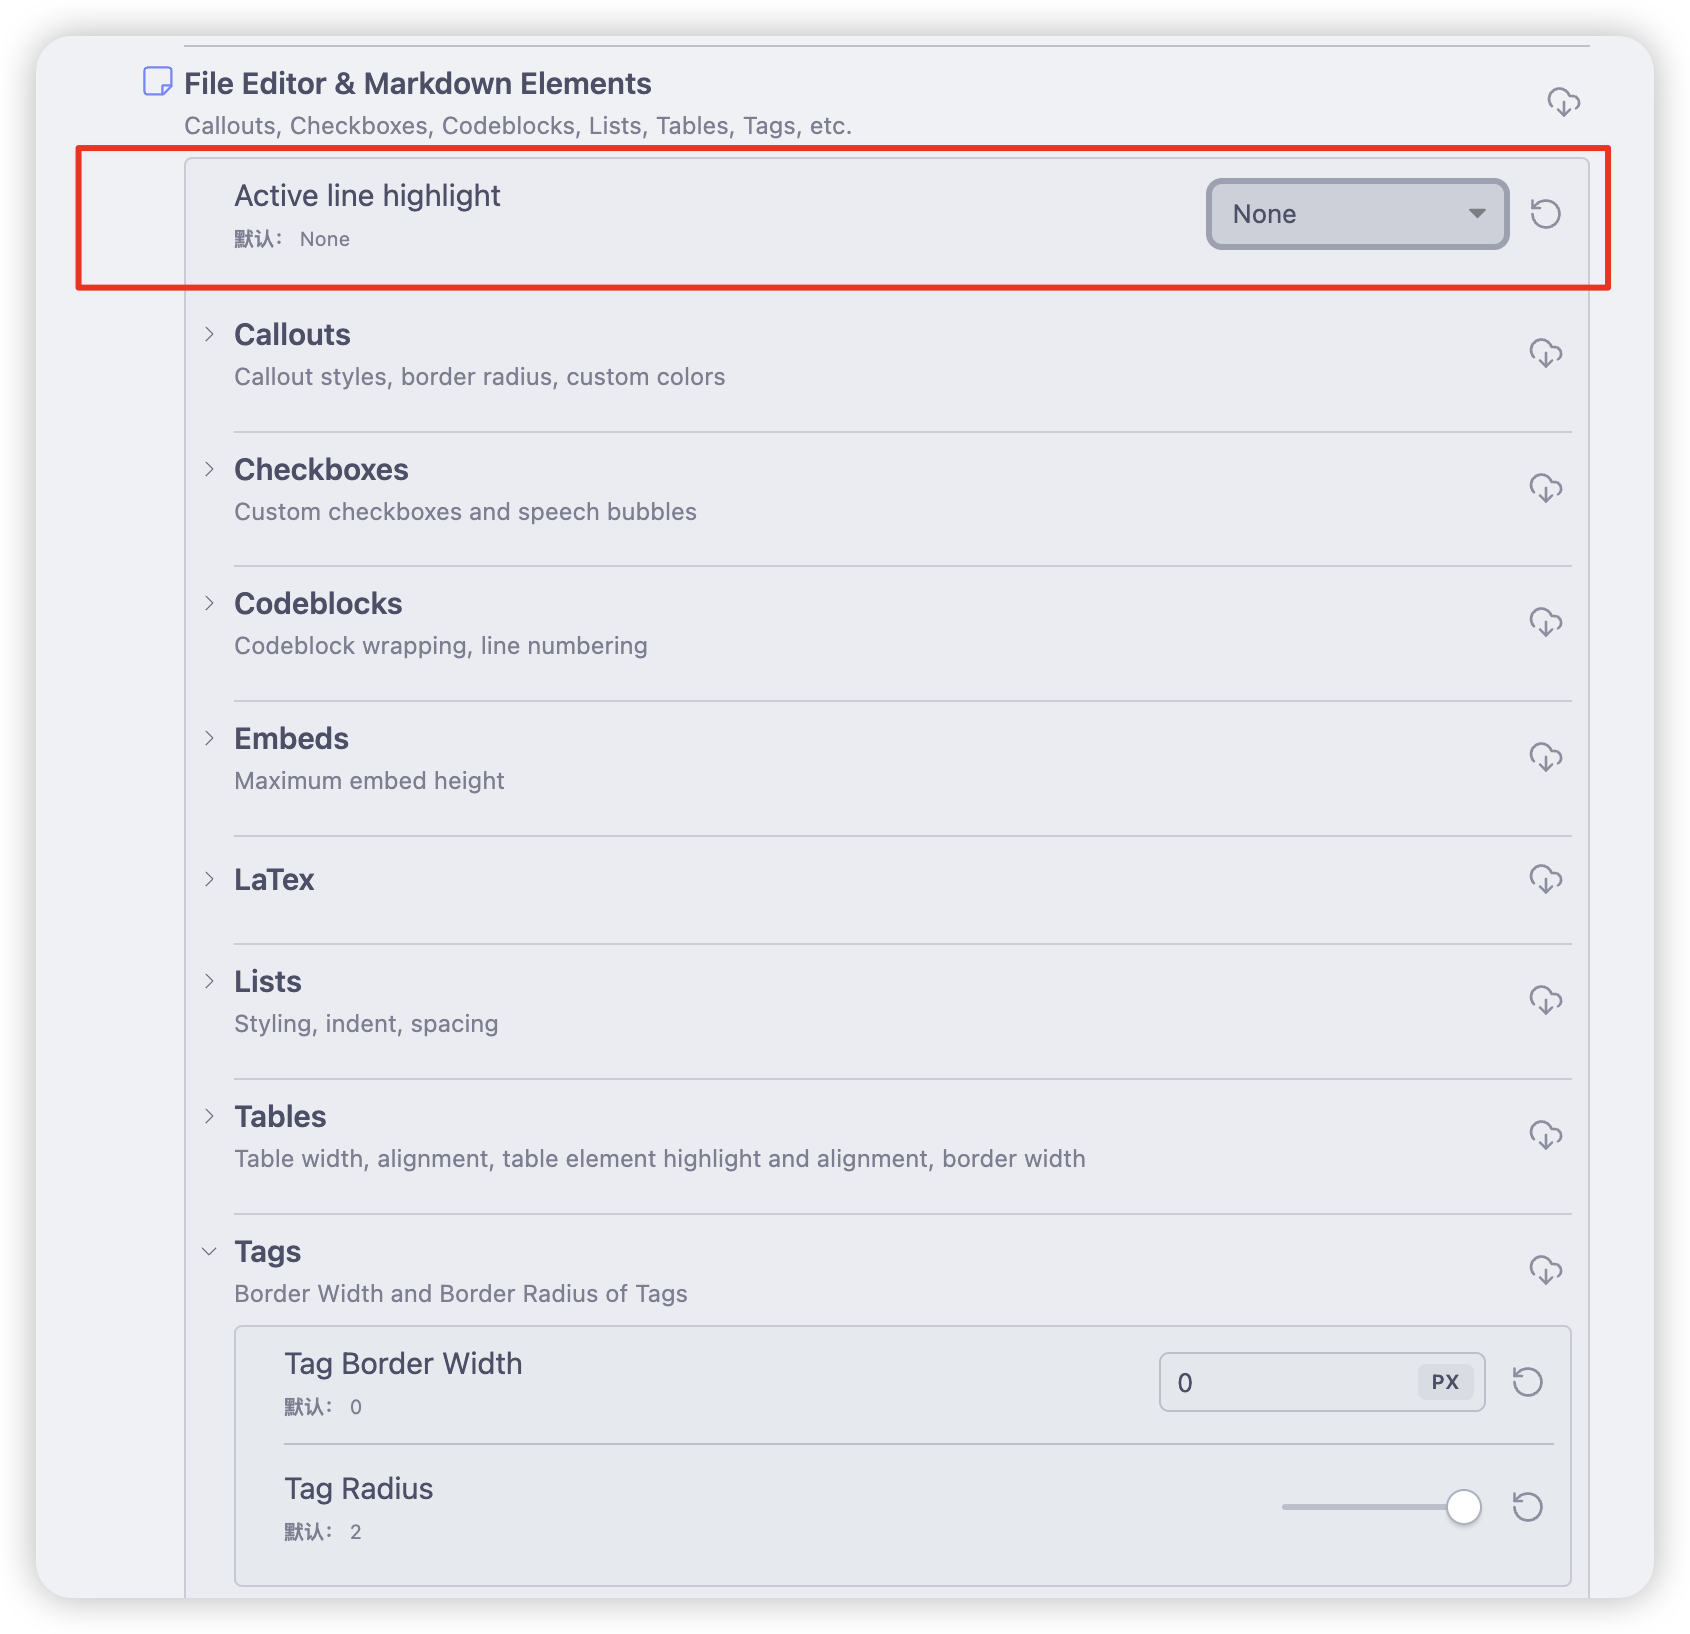 File Editor & Markdown Elements
Callouts, Checkboxes, Codeblocks, Lists, Tables, Tags, etc.
Active line highlight
None
默认： None
Callouts
Callout styles, border radius, custom colors
Checkboxes
Custom checkboxes and speech bubbles
Codeblocks
Codeblock wrapping, line numbering
Embeds
Maximum embed height
LaTex
Lists
Styling, indent, spacing
Tables
Table width, alignment, table element highlight and alignment, border width
Tags
Border Width and Border Radius of Tags
Tag Border Width
0 PX
默认： 0
Tag Radius
默认： 2